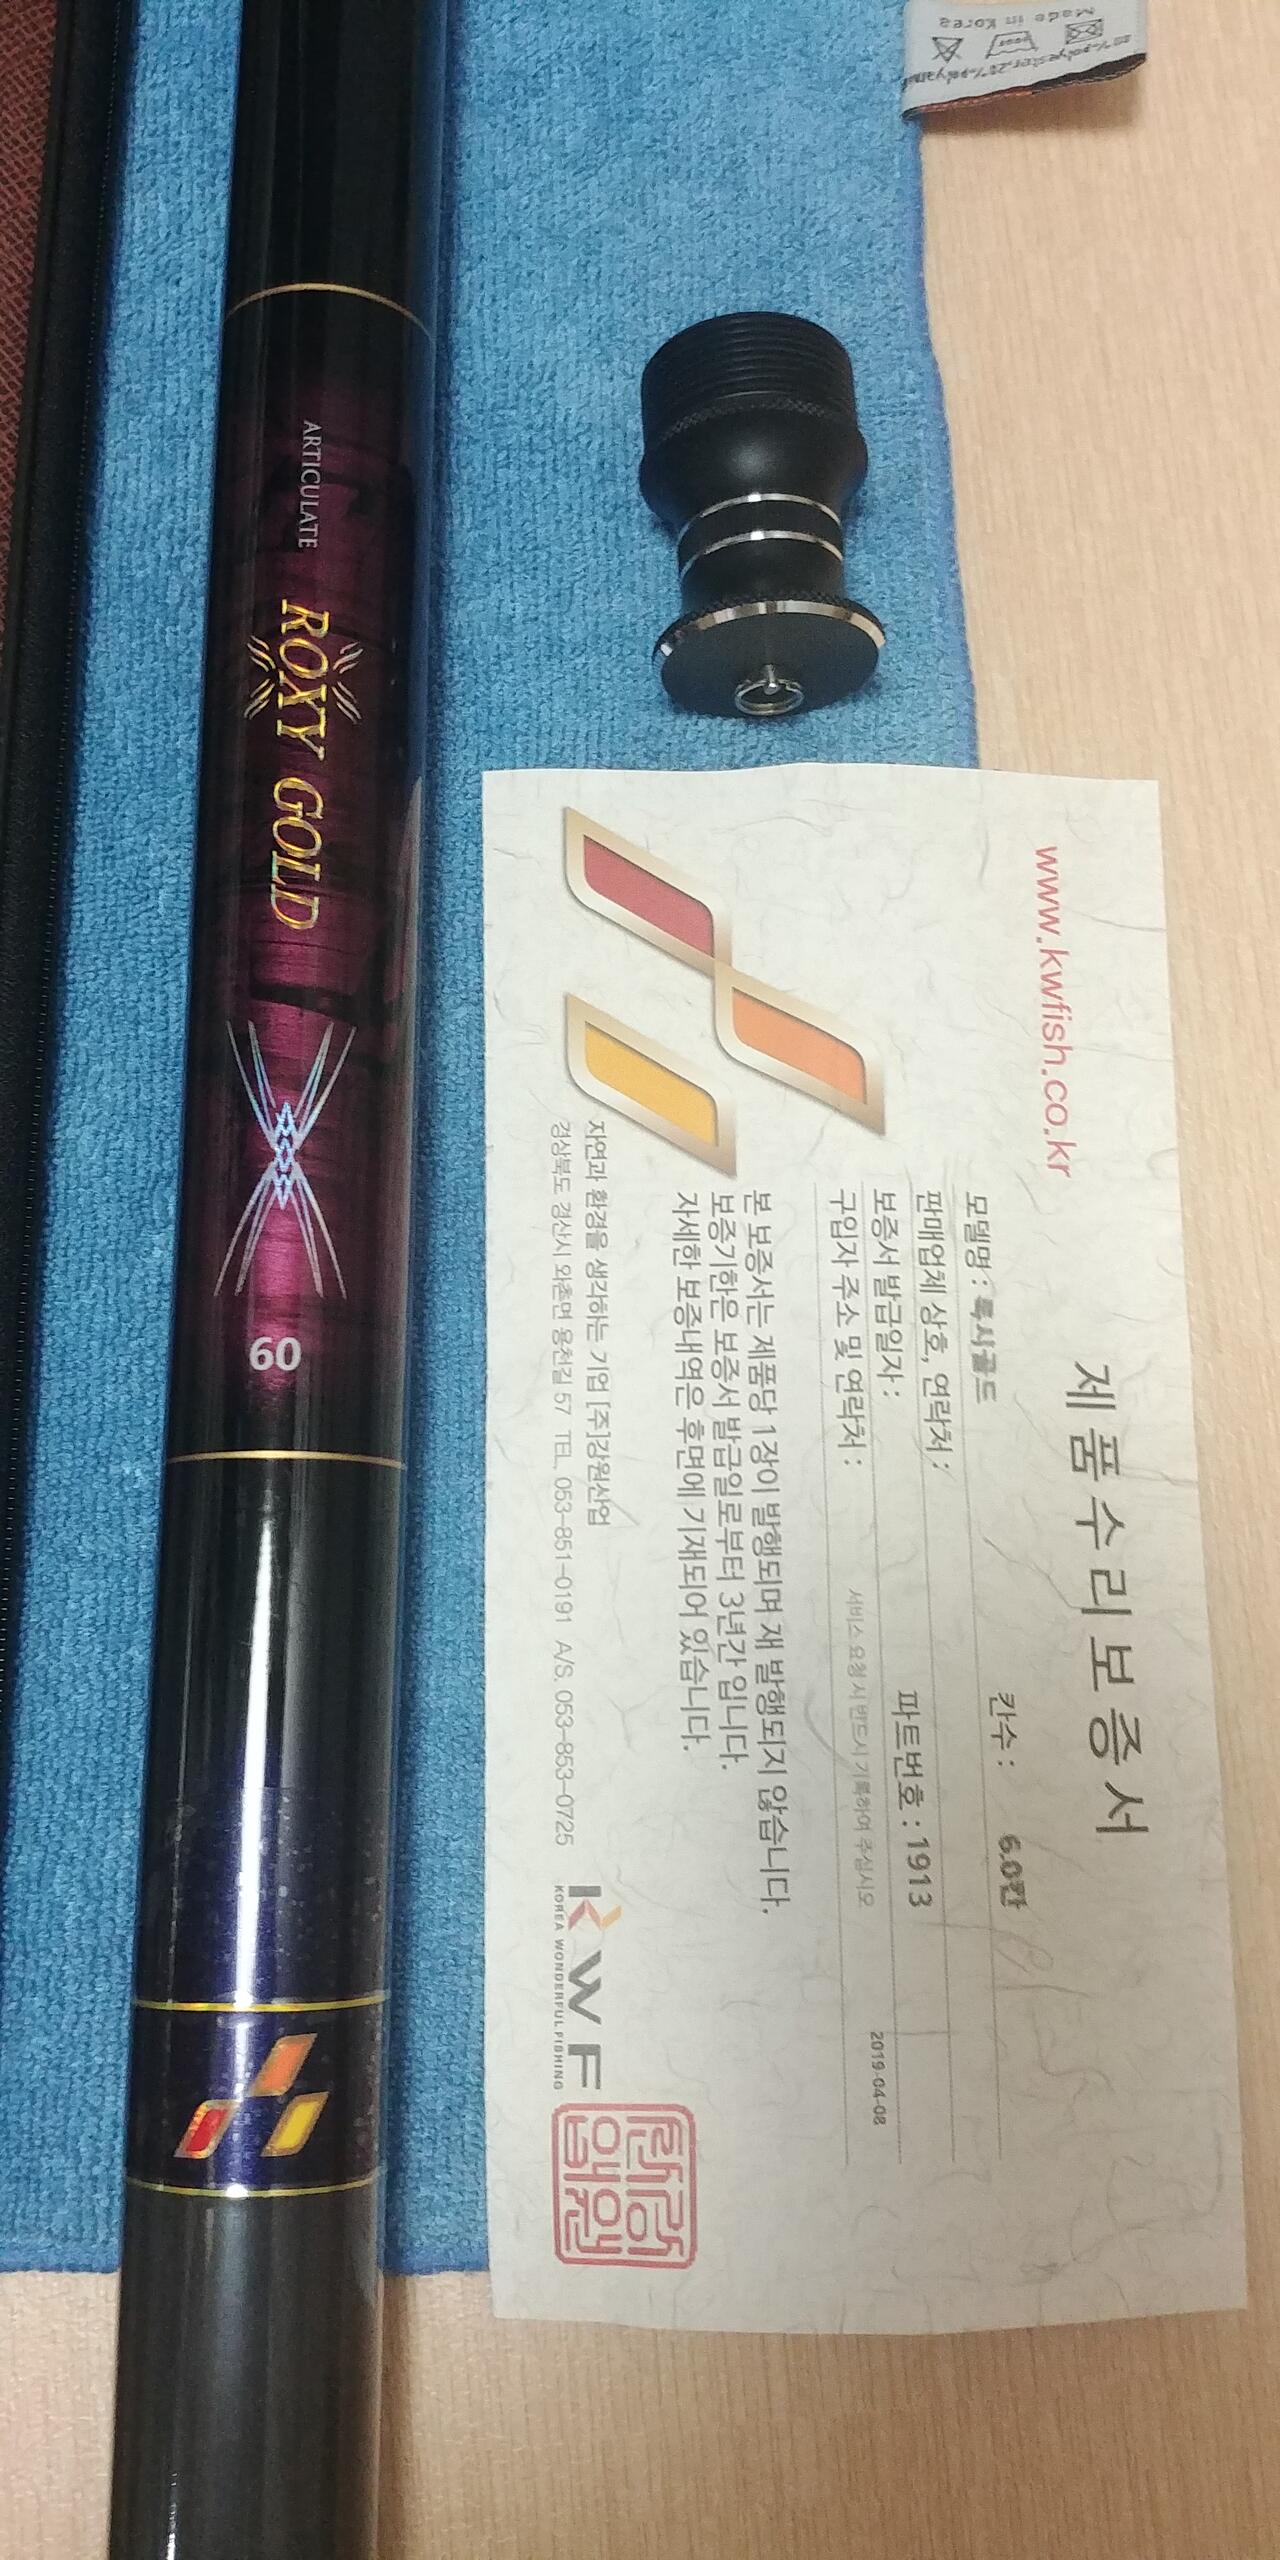 Made in Korea
80%polyester.20%polyami
ARTICULATE
ROXY GOLD
60
www.kwfish.co.kr
제품수리보증서
모델명 : 록시골드
칸수 : 6.0칸
판매업체 상호, 연락처 :
보증서 발급일자 :
파트번호 : 1913
2019-04-08
구입자 주소 및 연락처 :
서비스 요청시 반드시 기록하여 주십시오
본 보증서는 제품당 1장이 발행되며 재 발행되지 않습니다.
보증기한은 보증서 발급일로부터 3년간 입니다.
자세한 보증내역은 후면에 기재되어 있습니다.
자연과 환경을 생각하는 기업 [주]강원산업
경상북도 경산시 와촌면 용천길 57 TEL. 053-851-0191 A/S. 053-853-0725
KWF
KOREA WONDERFUL FISHING